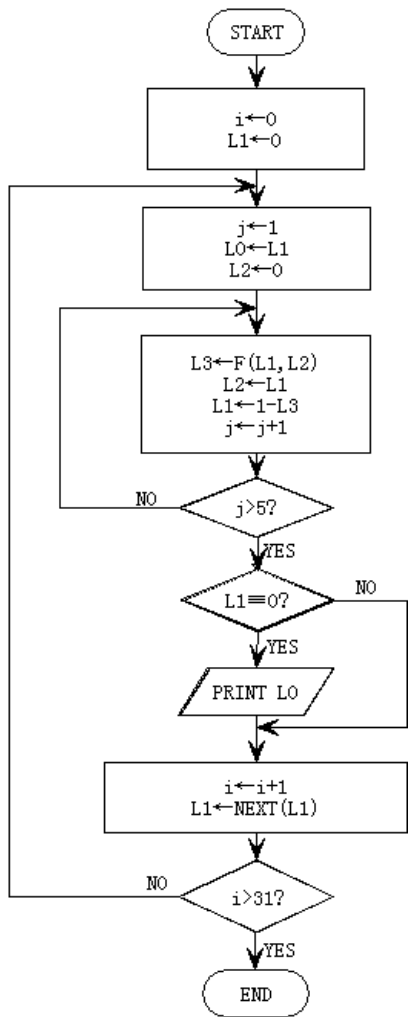 START
i←0
L1←0
j←1
L0←L1
L2←0
L3←F(L1,L2)
L2←L1
L1←1-L3
j←j+1
NO
j>5?
YES
L1≡0?
NO
YES
PRINT L0
i←i+1
L1←NEXT(L1)
NO
i>31?
YES
END